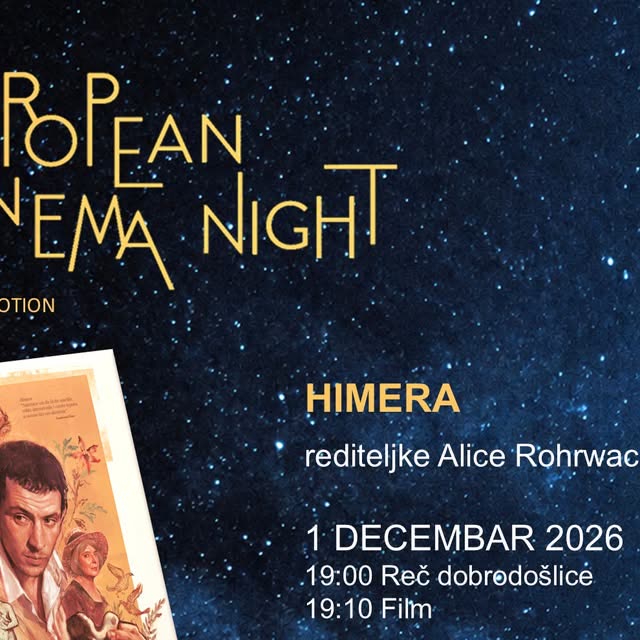 ROPEAN
NEMA NIGHT
OTION
HIMERA
rediteljke Alice Rohrwac
1 DECEMBAR 2026
19:00 Reč dobrodošlice
19:10 Film